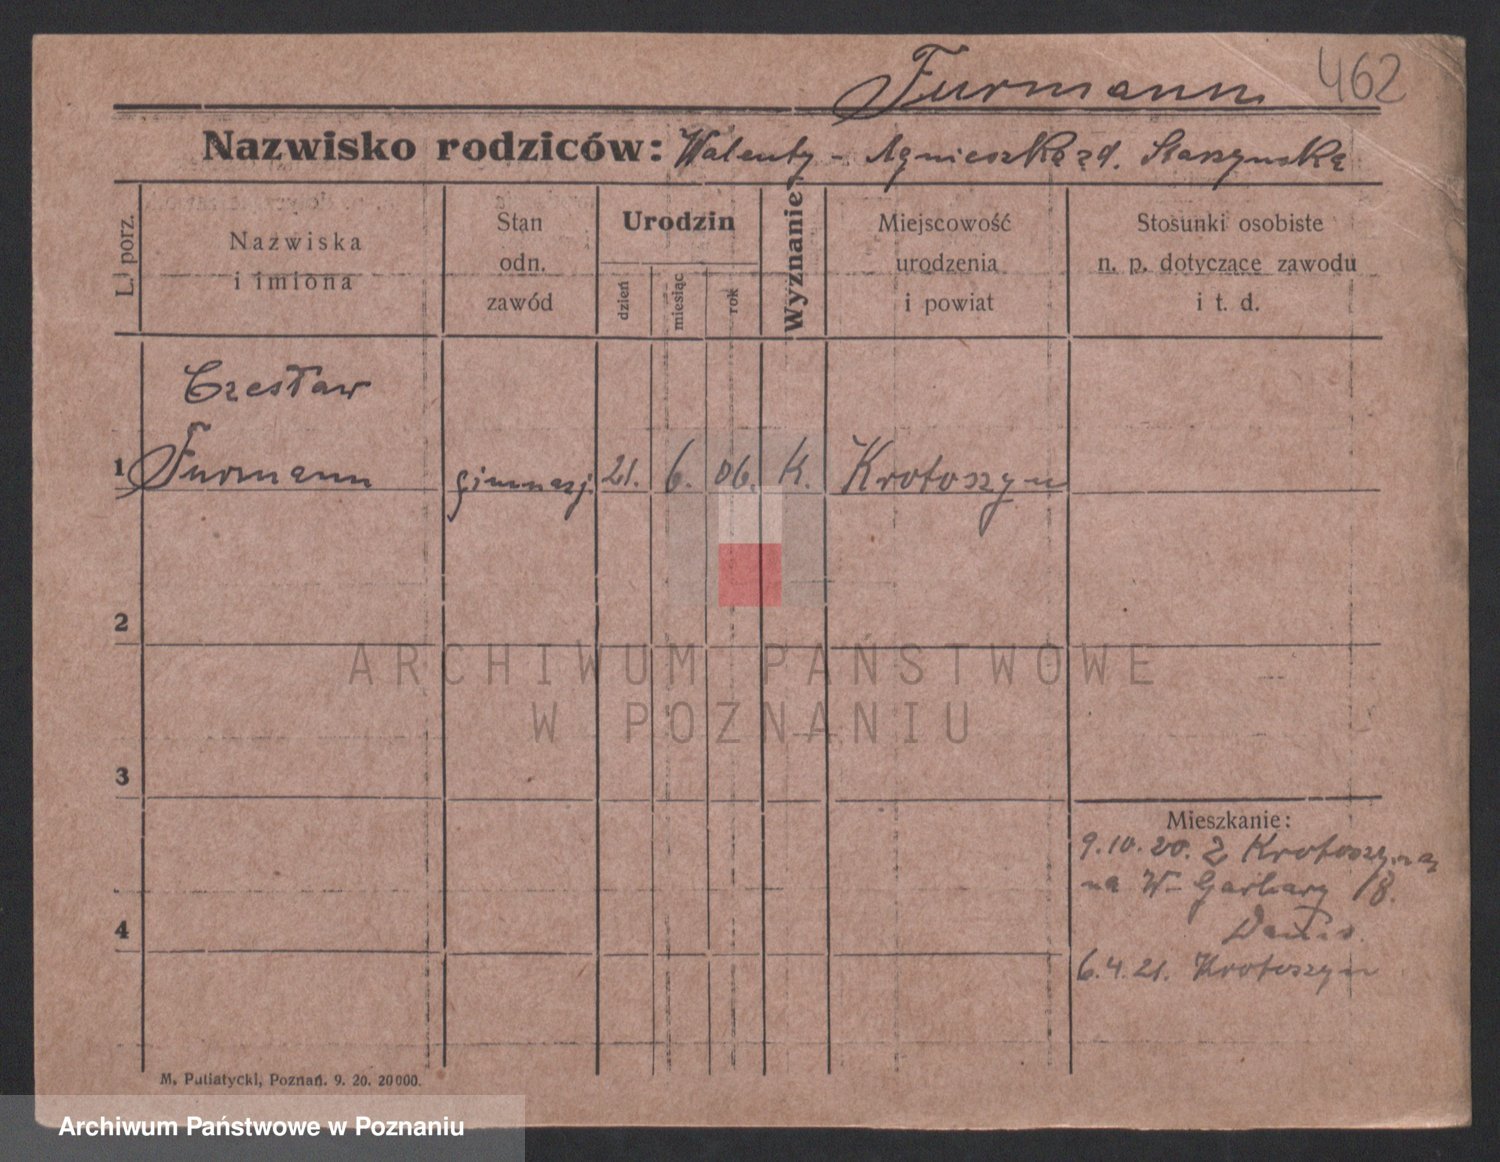 Furmann 462
Nazwisko rodziców: Walenty - Agnieszka zd. Staszynska
L. porz.
Nazwiska
i imiona
Stan
odn.
zawód
Urodzin
dzień
miesiąc
rok
Wyznanie
Miejscowość
urodzenia
i powiat
Stosunki osobiste
n. p. dotyczące zawodu
i t. d.
Czesław
1 Furmann gimnazj. 21. 6. 06. K. Krotoszyn
2
ARCHIWUM PAŃSTWOWE
W POZNANIU
3
Mieszkanie:
9.10.20. Z Krotoszyna
na W- Garbary 18.
4
6.4.21. Krotoszyn
M. Putiatycki, Poznań. 9. 20. 20000.
Archiwum Państwowe w Poznaniu